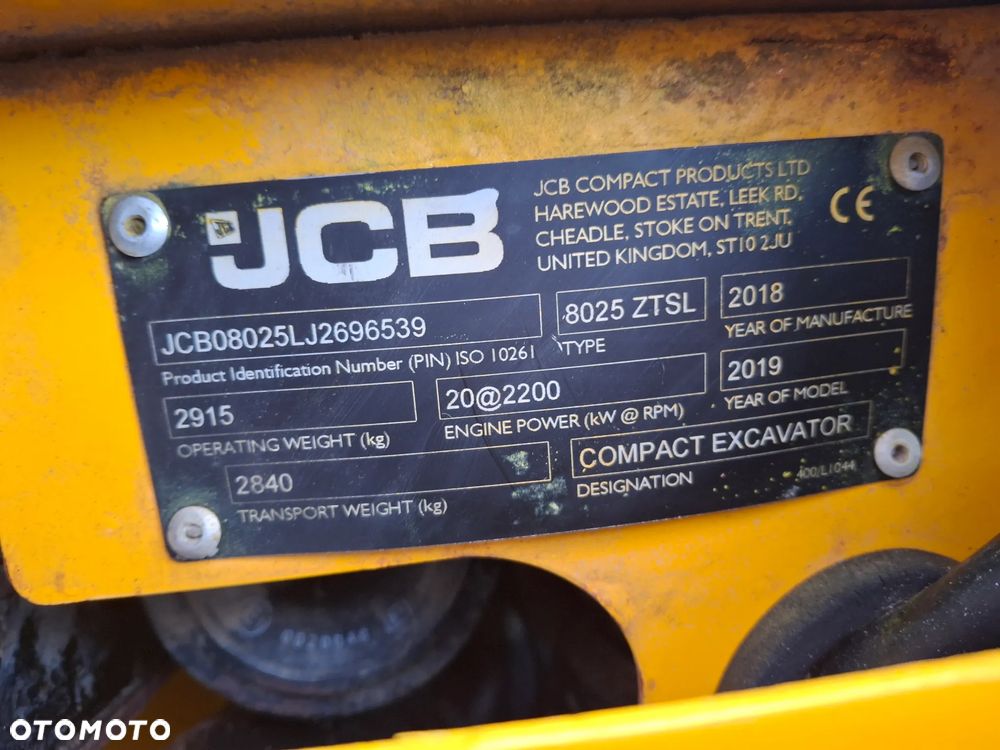 JCB
JCB COMPACT PRODUCTS LTD
HAREWOOD ESTATE, LEEK RD,
CHEADLE, STOKE ON TRENT,
UNITED KINGDOM, ST10 2JU
CE
JCB08025LJ2696539
Product Identification Number (PIN) ISO 10261
8025 ZTSL
TYPE
2018
YEAR OF MANUFACTURE
2915
OPERATING WEIGHT (kg)
20@2200
ENGINE POWER (kW @ RPM)
2019
YEAR OF MODEL
2840
TRANSPORT WEIGHT (kg)
COMPACT EXCAVATOR
DESIGNATION
400/L1044
OTOMOTO